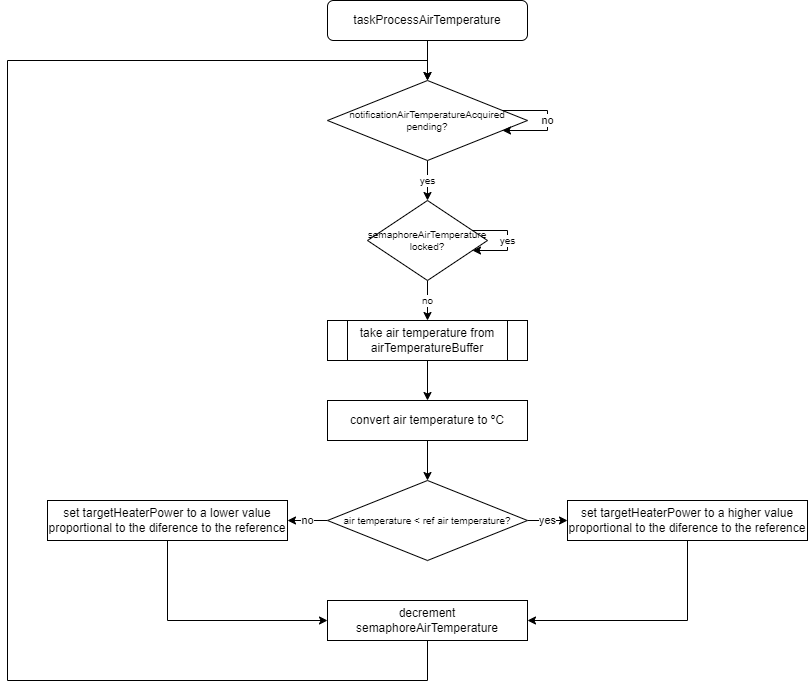 taskProcessAirTemperature
notificationAirTemperatureAcquired
pending?
no
yes
semaphoreAirTemperature
locked?
yes
no
take air temperature from
airTemperatureBuffer
convert air temperature to ºC
set targetHeaterPower to a lower value
proportional to the diference to the reference
no
air temperature < ref air temperature?
yes
set targetHeaterPower to a higher value
proportional to the diference to the reference
decrement
semaphoreAirTemperature